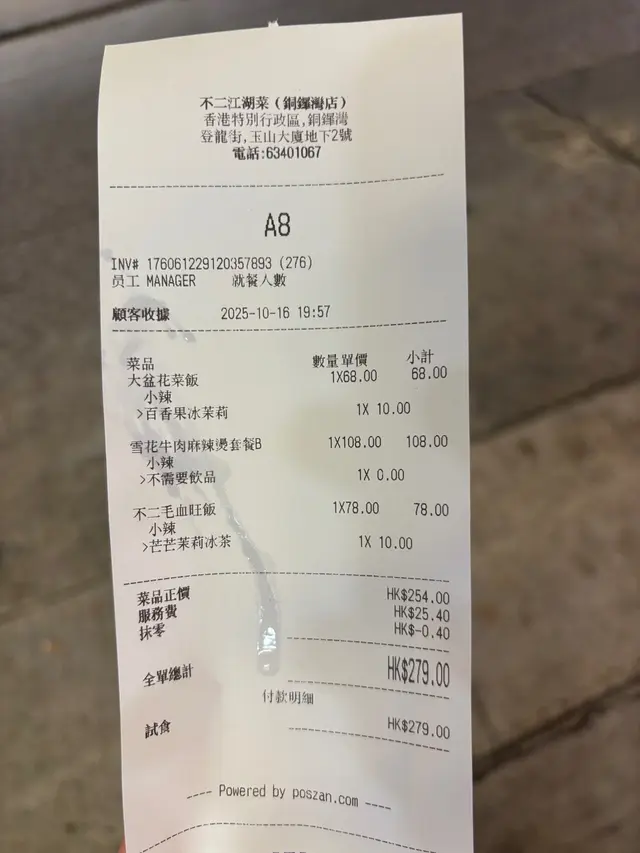 不二江湖菜（銅鑼灣店）
香港特別行政區,銅鑼灣
登龍街,玉山大廈地下2號
電話:63401067
A8
INV# 176061229120357893 (276)
員工 MANAGER 就餐人數
顧客收據 2025-10-16 19:57
菜品 數量單價 小計
大盆花菜飯 1X68.00 68.00
小辣
>百香果冰茉莉 1X 10.00
雪花牛肉麻辣燙套餐B 1X108.00 108.00
小辣
>不需要飲品 1X 0.00
不二毛血旺飯 1X78.00 78.00
小辣
>芒芒茉莉冰茶 1X 10.00
菜品正價 HK$254.00
服務費 HK$25.40
抹零 HK$-0.40
全單總計 HK$279.00
付款明細
試食 HK$279.00
---- Powered by poszan.com ----